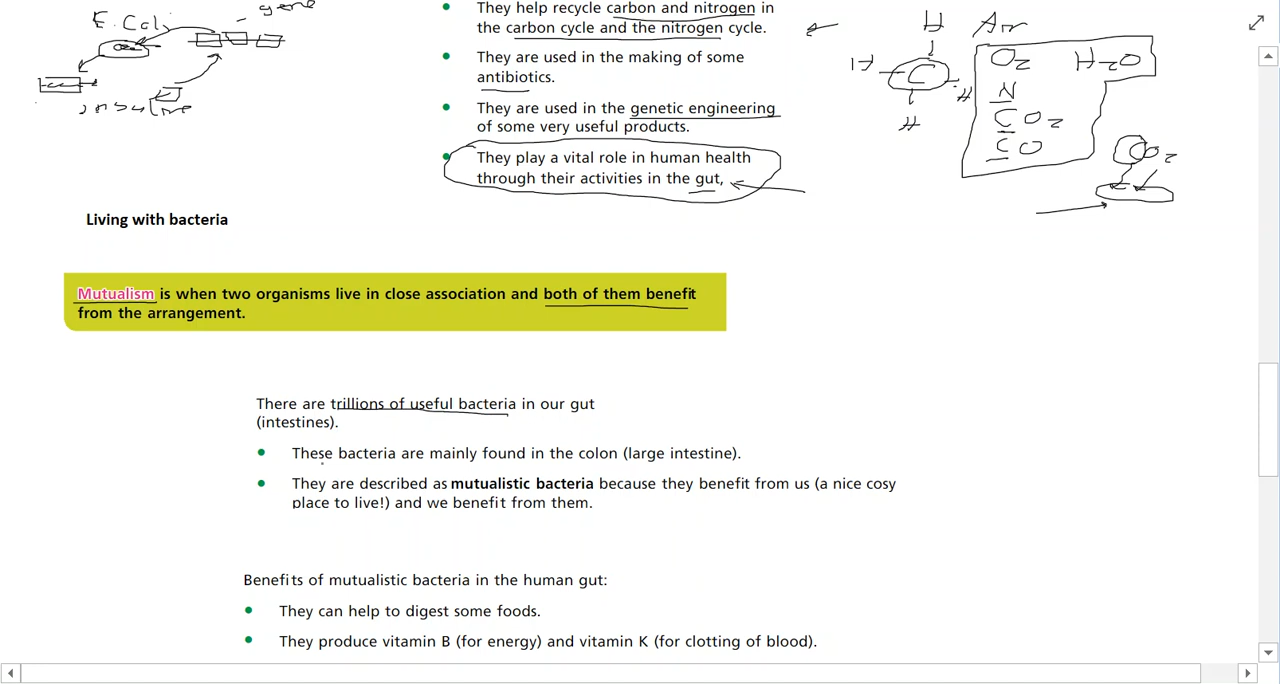 gene
E. Coli
They help recycle carbon and nitrogen in
the carbon cycle and the nitrogen cycle.
They are used in the making of some
antibiotics.
They are used in the genetic engineering
of some very useful products.
They play a vital role in human health
through their activities in the gut,
H
H C H
H
Air
O2 H2O
N
CO2
CO
CO2
Living with bacteria
Mutualism is when two organisms live in close association and both of them benefit
from the arrangement.
There are trillions of useful bacteria in our gut
(intestines).
These bacteria are mainly found in the colon (large intestine).
They are described as mutualistic bacteria because they benefit from us (a nice cosy
place to live!) and we benefit from them.
Benefits of mutualistic bacteria in the human gut:
They can help to digest some foods.
They produce vitamin B (for energy) and vitamin K (for clotting of blood).